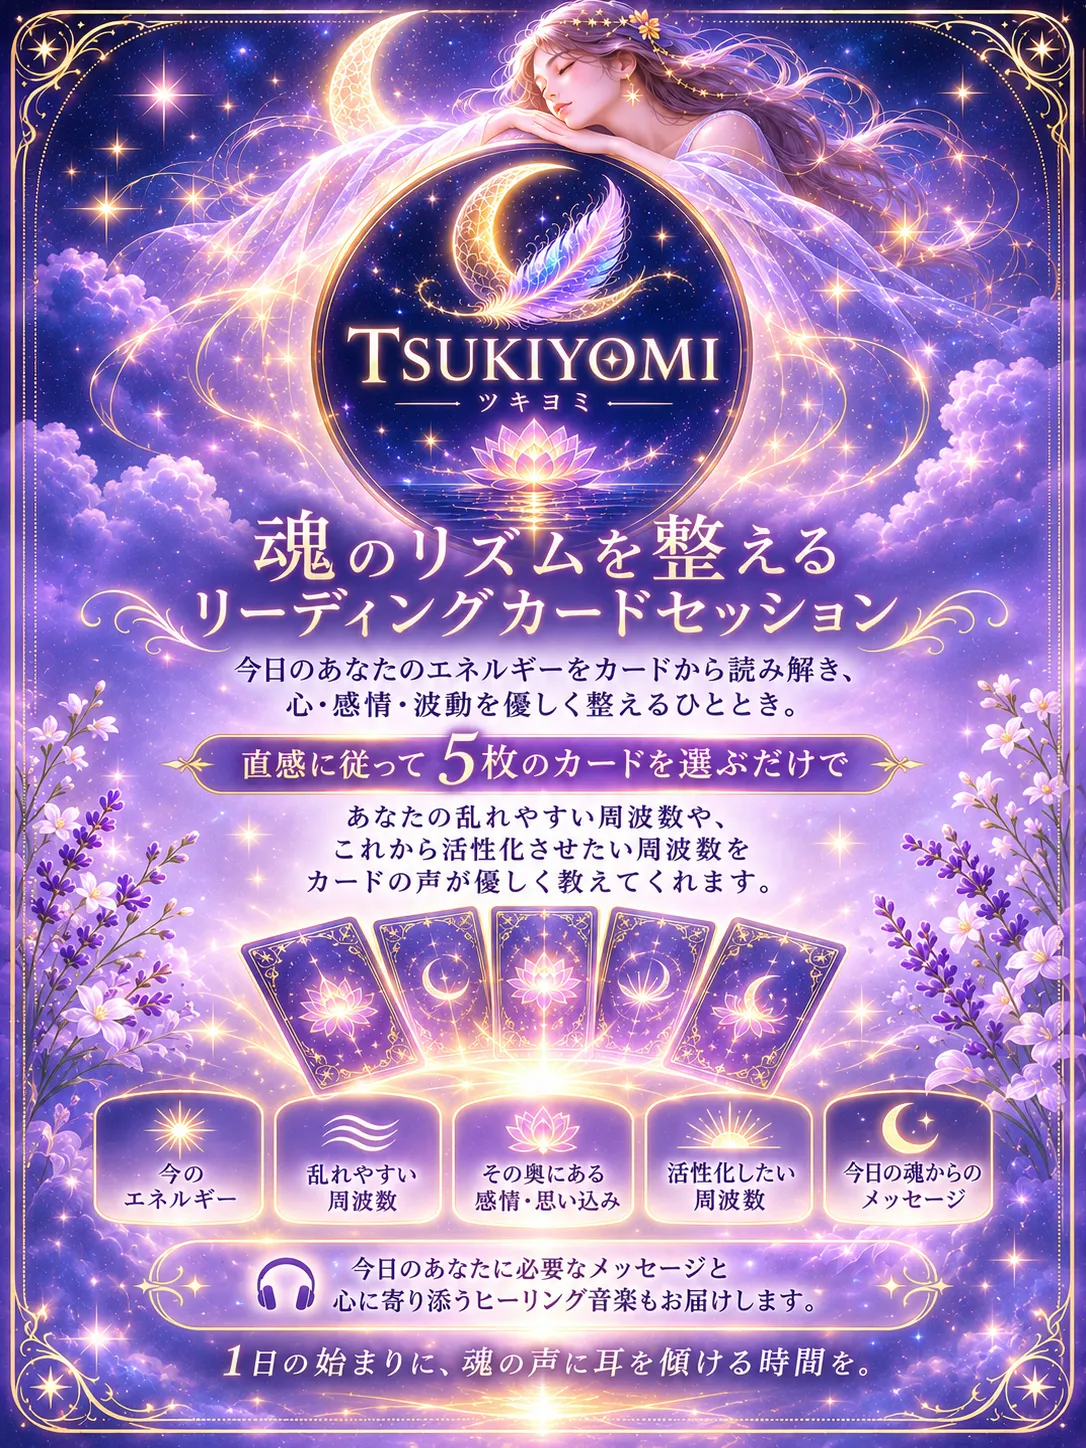 TSUKIYOMI
ツキヨミ
魂のリズムを整える
リーディングカードセッション
今日のあなたのエネルギーをカードから読み解き、
心・感情・波動を優しく整えるひととき。
直感に従って5枚のカードを選ぶだけで
あなたの乱れやすい周波数や、
これから活性化させたい周波数を
カードの声が優しく教えてくれます。
今の
エネルギー
乱れやすい
周波数
その奥にある
感情・思い込み
活性化したい
周波数
今日の魂からの
メッセージ
今日のあなたに必要なメッセージと
心に寄り添うヒーリング音楽もお届けします。
1日の始まりに、魂の声に耳を傾ける時間を。